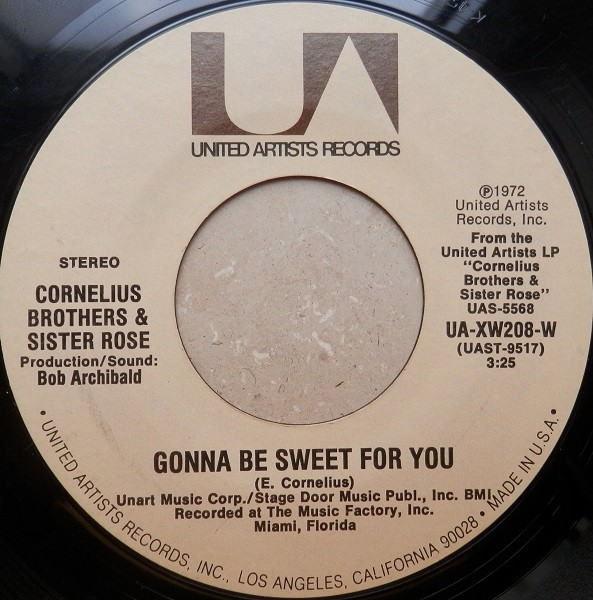 UA
UNITED ARTISTS RECORDS
℗1972
United Artists
Records, Inc.
From the
United Artists LP
"Cornelius
Brothers &
Sister Rose"
UAS-5568
UA-XW208-W
(UAST-9517)
3:25
STEREO
CORNELIUS
BROTHERS &
SISTER ROSE
Production/Sound:
Bob Archibald
GONNA BE SWEET FOR YOU
(E. Cornelius)
Unart Music Corp./Stage Door Music Publ., Inc. BMI
Recorded at The Music Factory, Inc.
Miami, Florida
• UNITED ARTISTS RECORDS, INC., LOS ANGELES, CALIFORNIA 90028 • MADE IN U.S.A. •